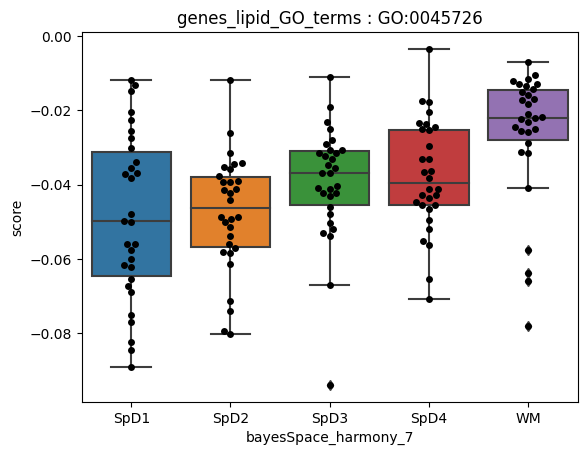 genes_lipid_GO_terms : GO:0045726
0.00
−0.02
−0.04
−0.06
−0.08
score
SpD1 SpD2 SpD3 SpD4 WM
bayesSpace_harmony_7